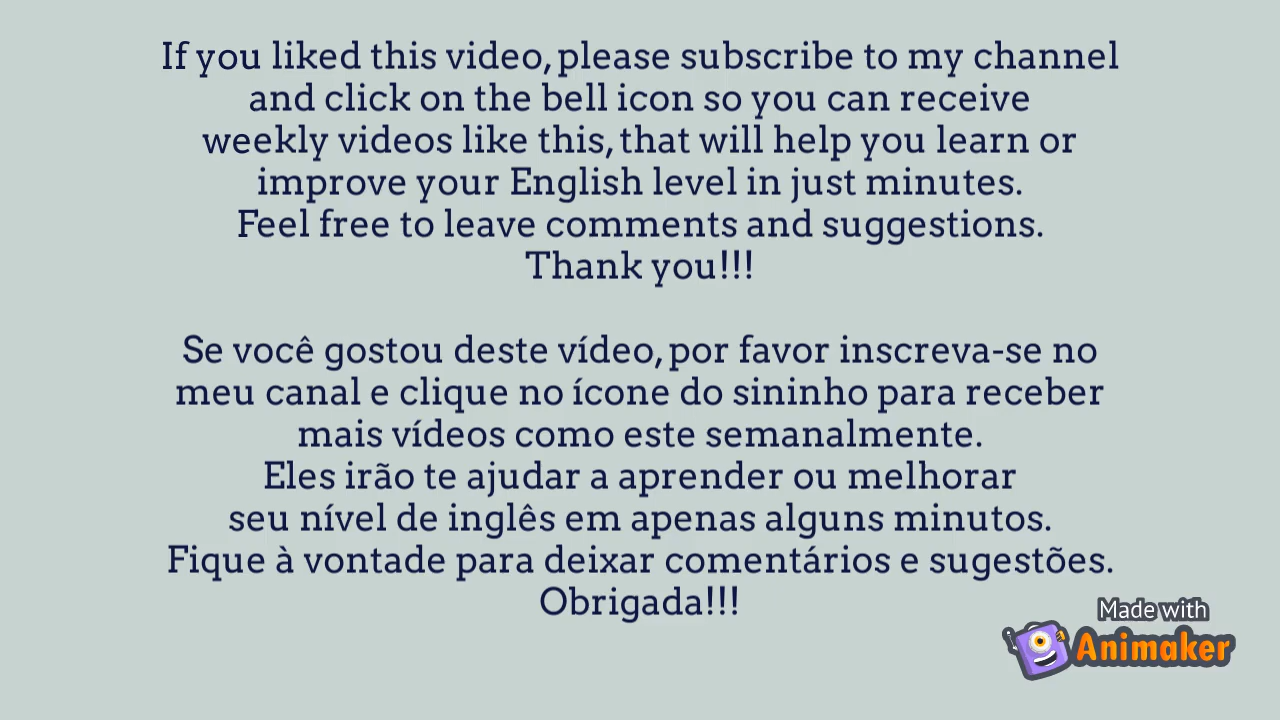 If you liked this video, please subscribe to my channel
and click on the bell icon so you can receive
weekly videos like this, that will help you learn or
improve your English level in just minutes.
Feel free to leave comments and suggestions.
Thank you!!!
Se você gostou deste vídeo, por favor inscreva-se no
meu canal e clique no ícone do sininho para receber
mais vídeos como este semanalmente.
Eles irão te ajudar a aprender ou melhorar
seu nível de inglês em apenas alguns minutos.
Fique à vontade para deixar comentários e sugestões.
Obrigada!!!
Made with
Animaker